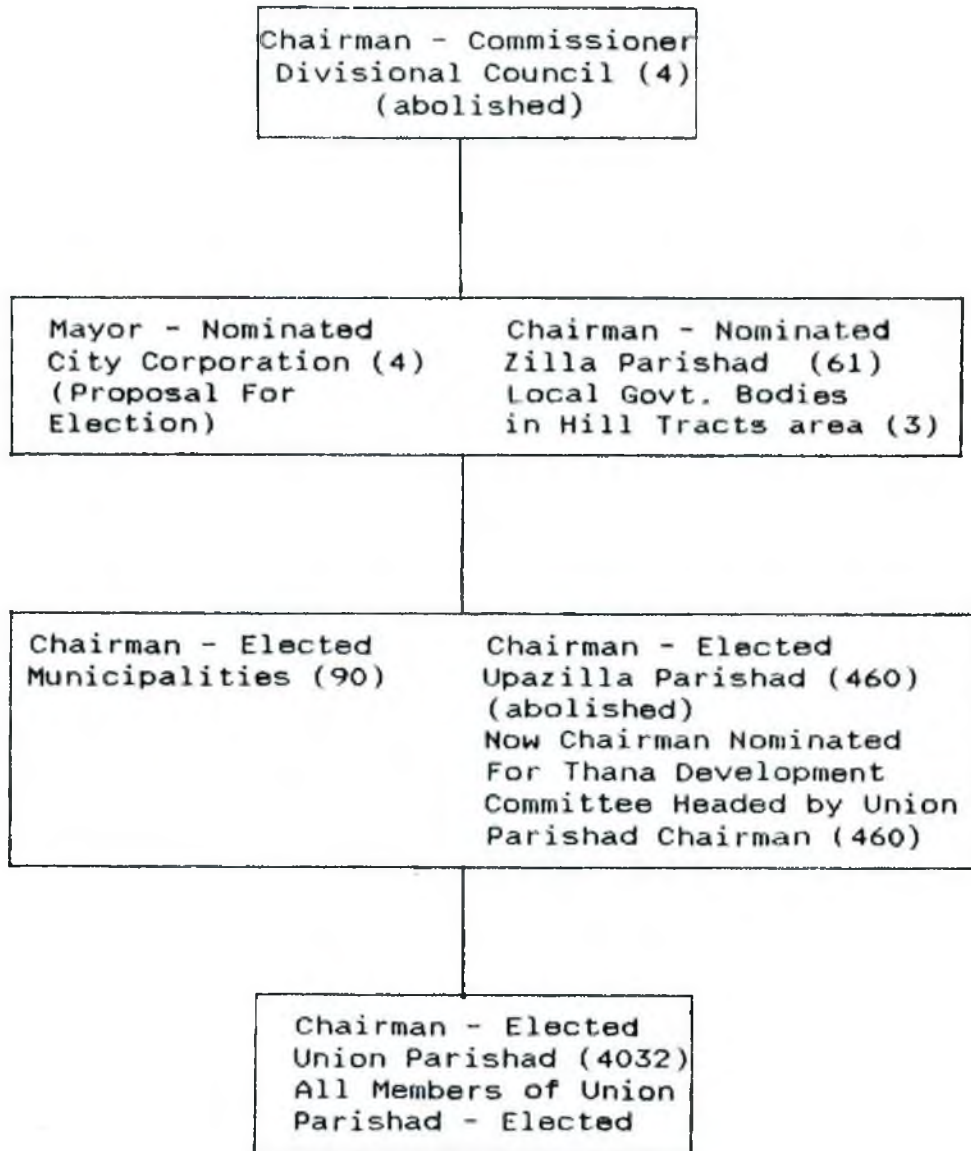 Chairman - Commissioner
Divisional Council (4)
(abolished)
Mayor - Nominated
City Corporation (4)
(Proposal For
Election)
Chairman - Nominated
Zilla Parishad (61)
Local Govt. Bodies
in Hill Tracts area (3)
Chairman - Elected
Municipalities (90)
Chairman - Elected
Upazilla Parishad (460)
(abolished)
Now Chairman Nominated
For Thana Development
Committee Headed by Union
Parishad Chairman (460)
Chairman - Elected
Union Parishad (4032)
All Members of Union
Parishad - Elected